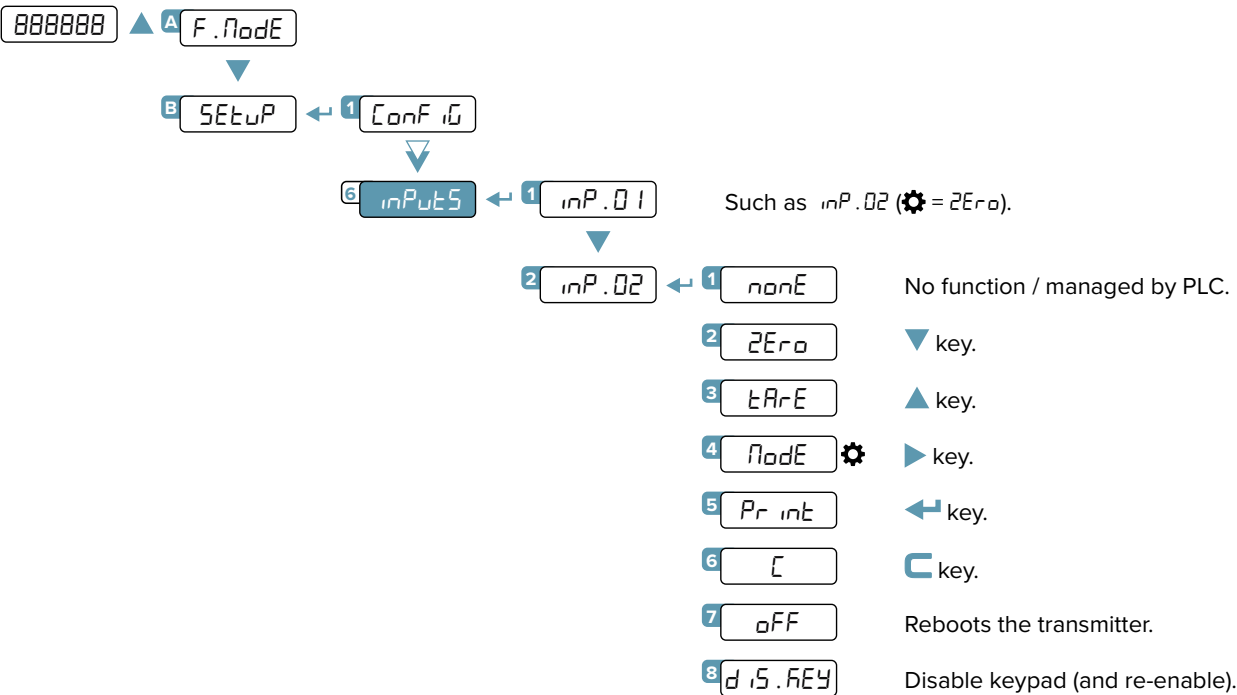 888888 A F.ModE
B SEtuP 1 ConFiG
6 inPutS 1 inP.01 Such as inP.02 ( = ZEro).
2 inP.02 1 nonE No function / managed by PLC.
2 ZEro key.
3 tArE key.
4 ModE key.
5 Print key.
6 C C key.
7 oFF Reboots the transmitter.
8 diS.KEY Disable keypad (and re-enable).